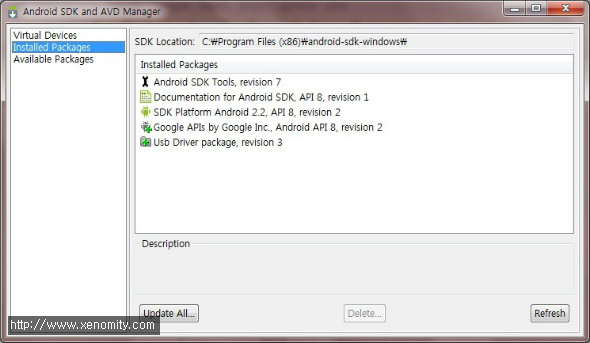 Android SDK and AVD Manager
Virtual Devices
Installed Packages
Available Packages
SDK Location: C:₩Program Files (x86)₩android-sdk-windows₩
Installed Packages
Android SDK Tools, revision 7
Documentation for Android SDK, API 8, revision 1
SDK Platform Android 2.2, API 8, revision 2
Google APIs by Google Inc., Android API 8, revision 2
Usb Driver package, revision 3
Description
Update All...
Delete...
Refresh
http://www.xenomity.com